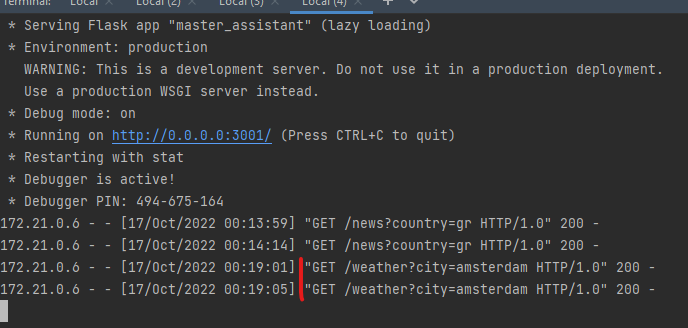 Terminal: Local Local (2) Local (3) Local (4) +
* Serving Flask app "master_assistant" (lazy loading)
* Environment: production
WARNING: This is a development server. Do not use it in a production deployment.
Use a production WSGI server instead.
* Debug mode: on
* Running on http://0.0.0.0:3001/ (Press CTRL+C to quit)
* Restarting with stat
* Debugger is active!
* Debugger PIN: 494-675-164
172.21.0.6 - - [17/Oct/2022 00:13:59] "GET /news?country=gr HTTP/1.0" 200 -
172.21.0.6 - - [17/Oct/2022 00:14:14] "GET /news?country=gr HTTP/1.0" 200 -
172.21.0.6 - - [17/Oct/2022 00:19:01] "GET /weather?city=amsterdam HTTP/1.0" 200 -
172.21.0.6 - - [17/Oct/2022 00:19:05] "GET /weather?city=amsterdam HTTP/1.0" 200 -